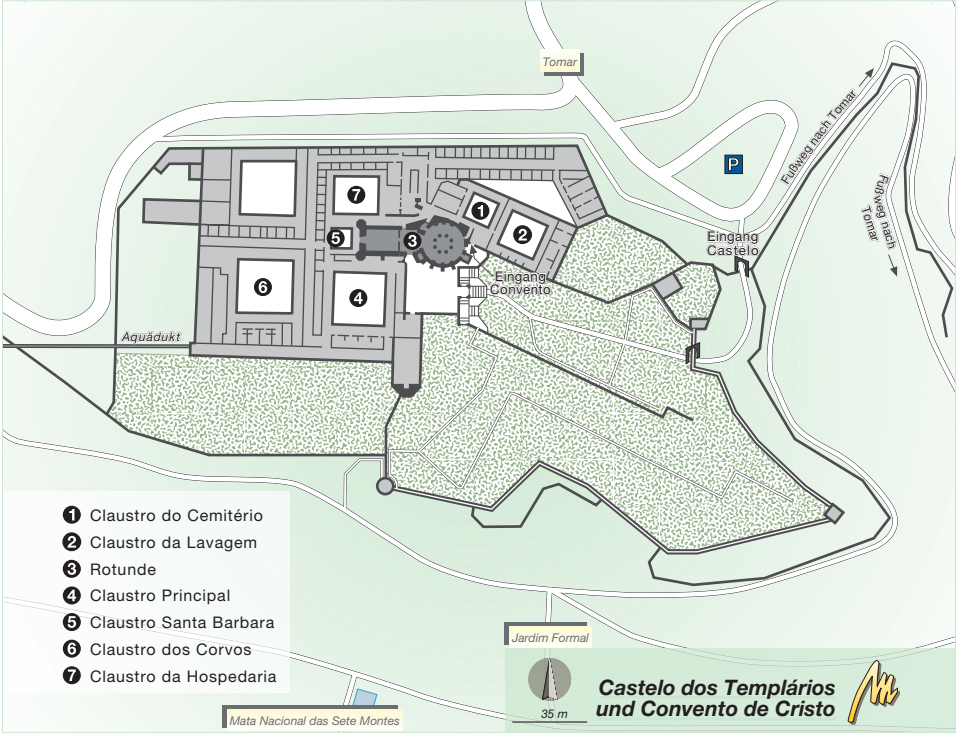 Tomar
P
Fußweg nach Tomar
Fußweg nach
Tomar
7
1
5
3
2
Eingang
Castelo
6
4
Eingang
Convento
Aquädukt
1 Claustro do Cemitério
2 Claustro da Lavagem
3 Rotunde
4 Claustro Principal
5 Claustro Santa Barbara
6 Claustro dos Corvos
7 Claustro da Hospedaria
Jardim Formal
35 m
Castelo dos Templários
und Convento de Cristo
Mata Nacional das Sete Montes